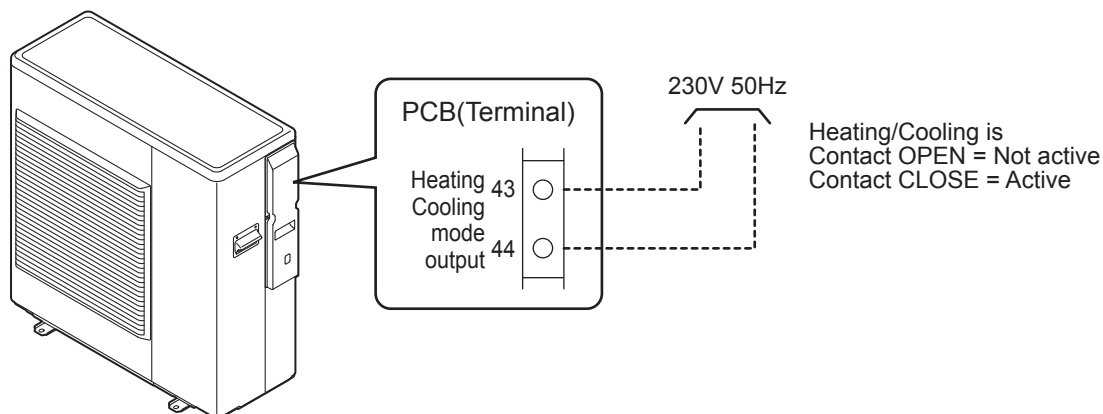 PCB(Terminal)
Heating
Cooling
mode
output
43
44
230V 50Hz
Heating/Cooling is
Contact OPEN = Not active
Contact CLOSE = Active